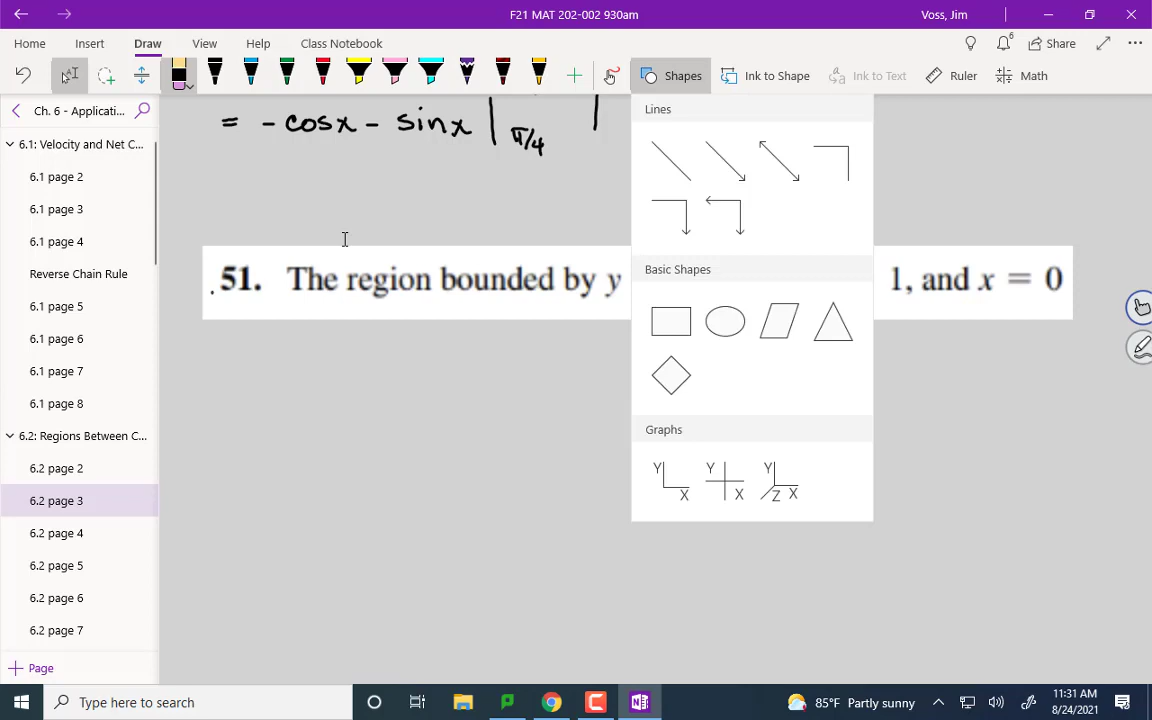 F21 MAT 202-002 930am
Voss, Jim
Home Insert Draw View Help Class Notebook
6
Share
Shapes
Ink to Shape
Ink to Text
Ruler
Math
Ch. 6 - Applicati...
6.1: Velocity and Net C...
6.1 page 2
6.1 page 3
6.1 page 4
Reverse Chain Rule
6.1 page 5
6.1 page 6
6.1 page 7
6.1 page 8
6.2: Regions Between C...
6.2 page 2
6.2 page 3
6.2 page 4
6.2 page 5
6.2 page 6
6.2 page 7
Page
= -cosx - sinx | π/4 |
51. The region bounded by y
1, and x = 0
Lines
Basic Shapes
Graphs
Y X
Y X
Y Z X
Type here to search
85°F Partly sunny
11:31 AM
8/24/2021